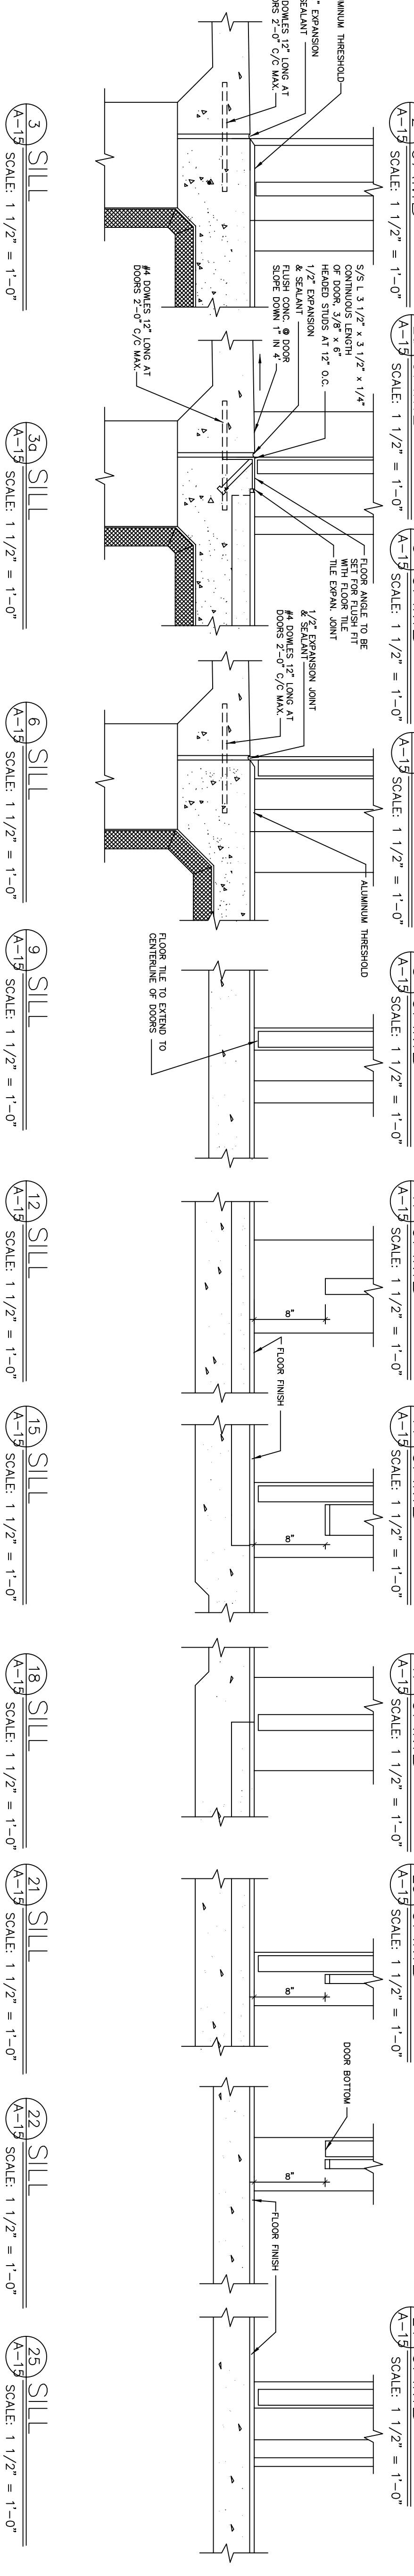 A-15 SCALE: 1 1/2" = 1'-0"
A-15 SCALE: 1 1/2" = 1'-0"
A-15 SCALE: 1 1/2" = 1'-0"
A-15 SCALE: 1 1/2" = 1'-0"
A-15 SCALE: 1 1/2" = 1'-0"
A-15 SCALE: 1 1/2" = 1'-0"
A-15 SCALE: 1 1/2" = 1'-0"
A-15 SCALE: 1 1/2" = 1'-0"
A-15 SCALE: 1 1/2" = 1'-0"
A-15 SCALE: 1 1/2" = 1'-0"
THRESHOLD
" EXPANSION
SEALANT
DOWLES 12" LONG AT
2'-0" C/C MAX.
S/S L 3 1/2" x 3 1/2" x 1/4"
CONTINUOUS LENGTH
OF DOOR, 3/8" x 6"
HEADED STUDS AT 12" O.C.
1/2" EXPANSION
& SEALANT
FLUSH CONC. @ DOOR
SLOPE DOWN 1" IN 4'
#4 DOWLES 12" LONG AT
DOORS 2'-0" C/C MAX.
FLOOR ANGLE TO BE
SET FOR FLUSH FIT
WITH FLOOR TILE
TILE EXPAN. JOINT
1/2" EXPANSION JOINT
& SEALANT
#4 DOWLES 12" LONG AT
DOORS 2'-0" C/C MAX.
ALUMINUM THRESHOLD
FLOOR TILE TO EXTEND TO
CENTERLINE OF DOORS
8"
FLOOR FINISH
8"
8"
DOOR BOTTOM
8"
FLOOR FINISH
3 SILL
A-15 SCALE: 1 1/2" = 1'-0"
3a SILL
A-15 SCALE: 1 1/2" = 1'-0"
6 SILL
A-15 SCALE: 1 1/2" = 1'-0"
9 SILL
A-15 SCALE: 1 1/2" = 1'-0"
12 SILL
A-15 SCALE: 1 1/2" = 1'-0"
15 SILL
A-15 SCALE: 1 1/2" = 1'-0"
18 SILL
A-15 SCALE: 1 1/2" = 1'-0"
21 SILL
A-15 SCALE: 1 1/2" = 1'-0"
22 SILL
A-15 SCALE: 1 1/2" = 1'-0"
25 SILL
A-15 SCALE: 1 1/2" = 1'-0"